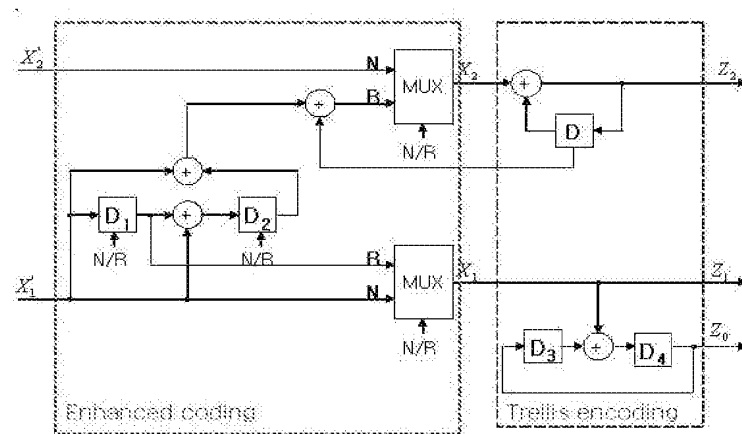 X'₂ N X₂ Z₂
MUX
R
D
N/R
D₁ D₂
N/R N/R R X₁ Z₁
MUX
X'₁ N
Z₀
N/R D₃ D₄
Enhanced coding Trellis encoding